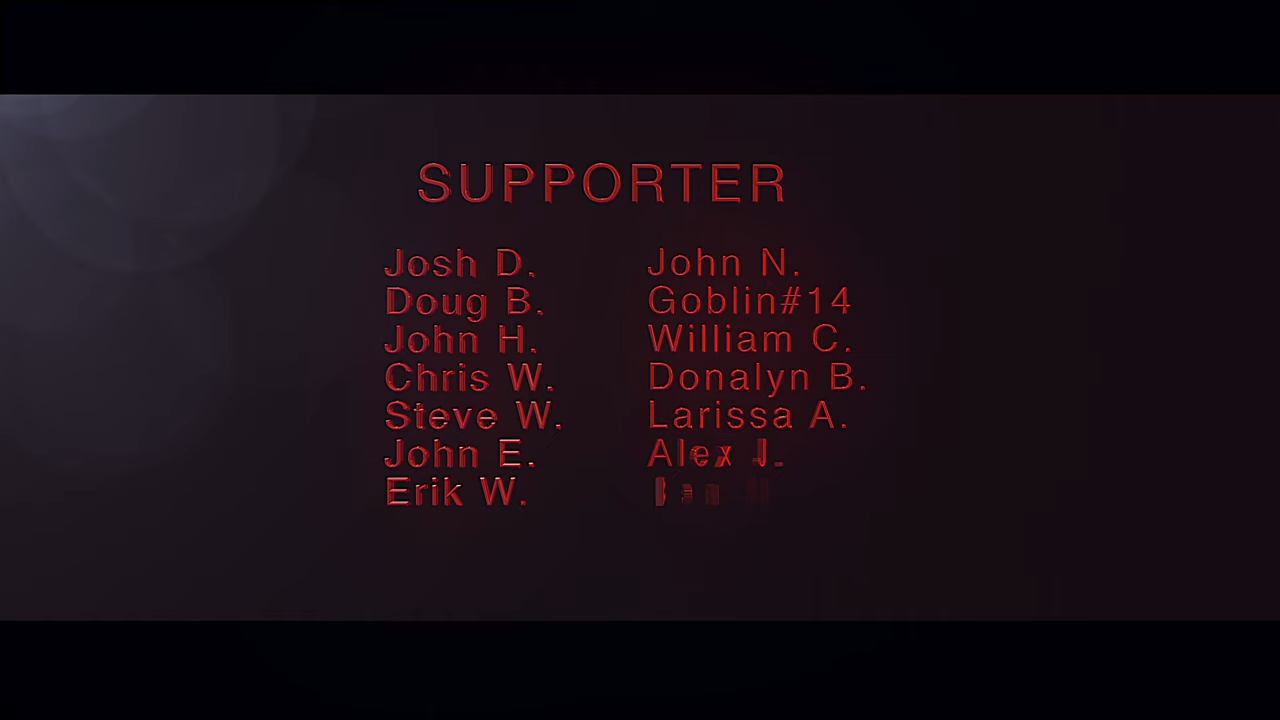 SUPPORTER
Josh D.
Doug B.
John H.
Chris W.
Steve W.
John E.
Erik W.
John N.
Goblin#14
William C.
Donalyn B.
Larissa A.
Alex J.